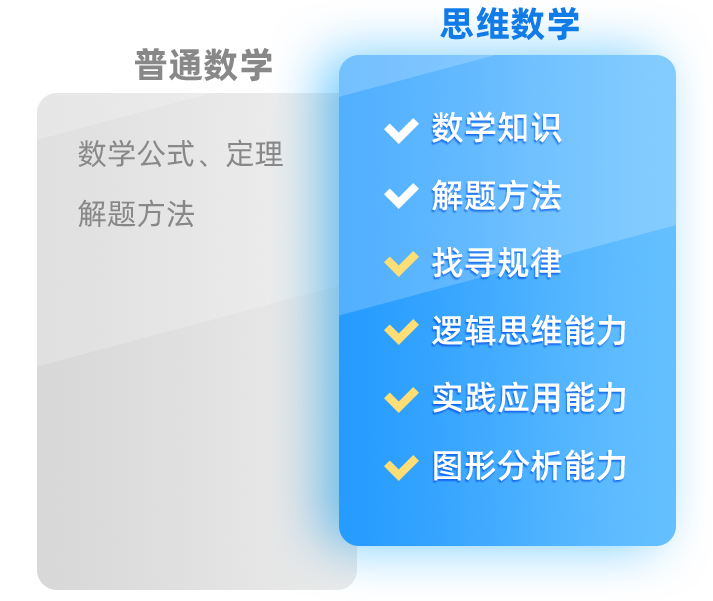 普通数学
数学公式、定理
解题方法
思维数学
数学知识
解题方法
找寻规律
逻辑思维能力
实践应用能力
图形分析能力